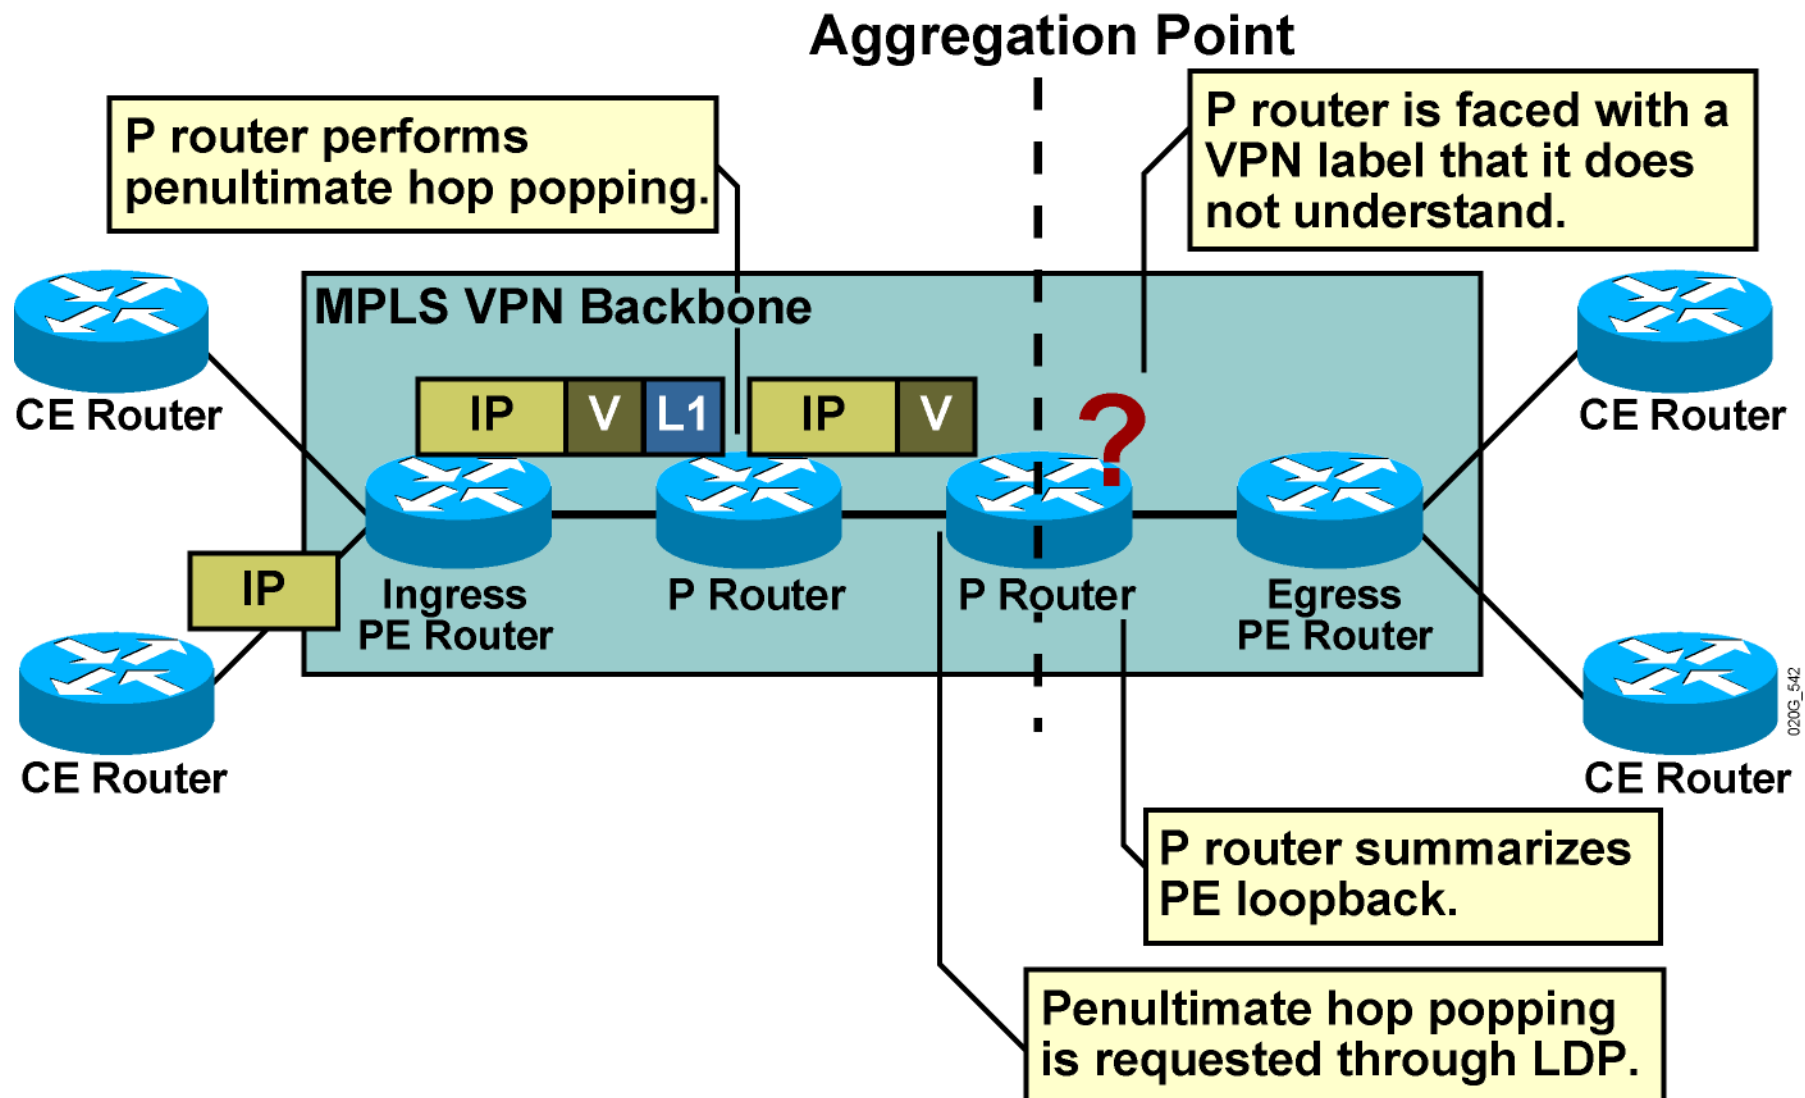 Aggregation Point
P router performs
penultimate hop popping.
P router is faced with a
VPN label that it does
not understand.
MPLS VPN Backbone
CE Router
CE Router
IP V L1
IP V
?
IP
Ingress
PE Router
P Router
P Router
Egress
PE Router
CE Router
CE Router
020G_542
P router summarizes
PE loopback.
Penultimate hop popping
is requested through LDP.